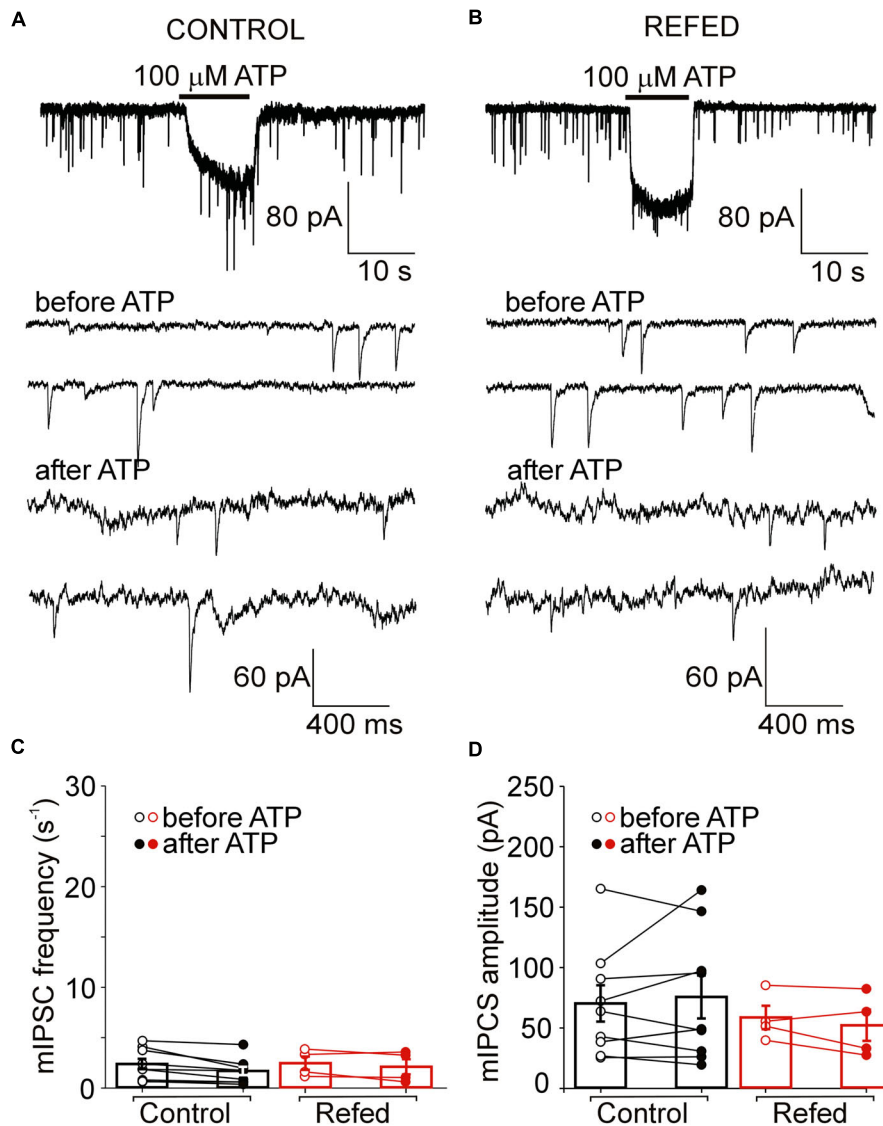 A
CONTROL
100 μM ATP
80 pA
10 s
before ATP
after ATP
60 pA
400 ms
B
REFED
100 μM ATP
80 pA
10 s
before ATP
after ATP
60 pA
400 ms
C
mIPSC frequency (s⁻¹)
30
20
10
0
before ATP
after ATP
Control
Refed
D
mIPCS amplitude (pA)
250
200
150
100
50
0
before ATP
after ATP
Control
Refed